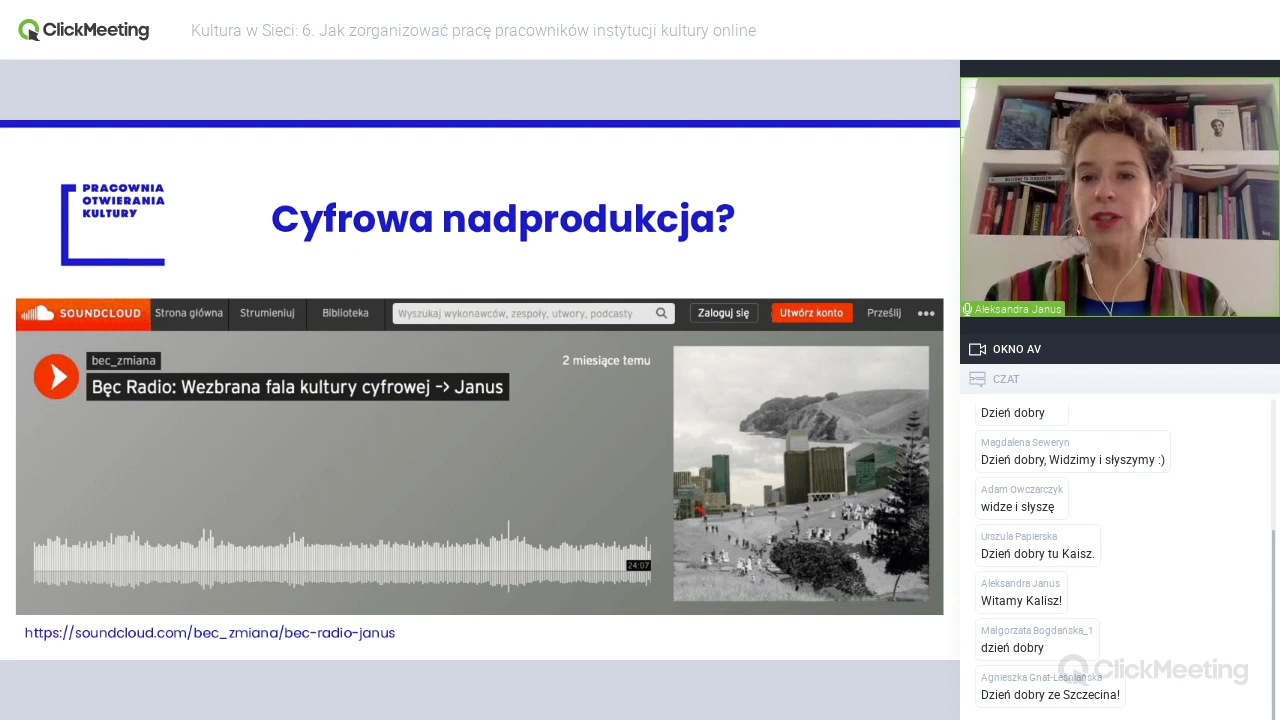 ClickMeeting
Kultura w Sieci: 6. Jak zorganizować pracę pracowników instytucji kultury online
PRACOWNIA
OTWIERANIA
KULTURY
Cyfrowa nadprodukcja?
SOUNDCLOUD
Strona główna
Strumieniuj
Biblioteka
Wyszukaj wykonawców, zespoły, utwory, podcasty
Zaloguj się
Utwórz konto
Prześlij
bec_zmiana
2 miesiące temu
Bęc Radio: Wezbrana fala kultury cyfrowej -> Janus
24:07
https://soundcloud.com/bec_zmiana/bec-radio-janus
Aleksandra Janus
OKNO AV
CZAT
Dzień dobry
Magdalena Seweryn
Dzień dobry, Widzimy i słyszymy :)
Adam Owczarczyk
widze i słyszę
Urszula Papierska
Dzień dobry tu Kaisz.
Aleksandra Janus
Witamy Kalisz!
Małgorzata Bogdańska_1
dzień dobry
Agnieszka Gnat-Leśniańska
Dzień dobry ze Szczecina!
ClickMeeting